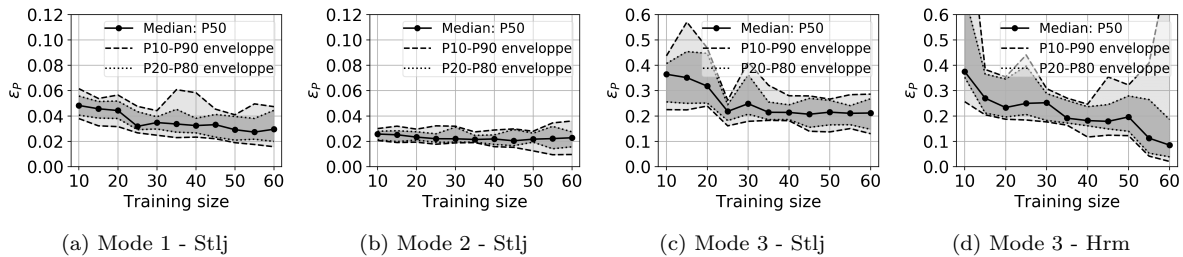 0.12
0.10
0.08
0.06
0.04
0.02
0.00
10 20 30 40 50 60
εP
Training size
Median: P50
P10-P90 enveloppe
P20-P80 enveloppe
(a) Mode 1 - Stlj
0.12
0.10
0.08
0.06
0.04
0.02
0.00
10 20 30 40 50 60
εP
Training size
Median: P50
P10-P90 enveloppe
P20-P80 enveloppe
(b) Mode 2 - Stlj
0.6
0.5
0.4
0.3
0.2
0.1
0.0
10 20 30 40 50 60
εP
Training size
Median: P50
P10-P90 enveloppe
P20-P80 enveloppe
(c) Mode 3 - Stlj
0.6
0.5
0.4
0.3
0.2
0.1
0.0
10 20 30 40 50 60
εP
Training size
Median: P50
P10-P90 enveloppe
P20-P80 enveloppe
(d) Mode 3 - Hrm